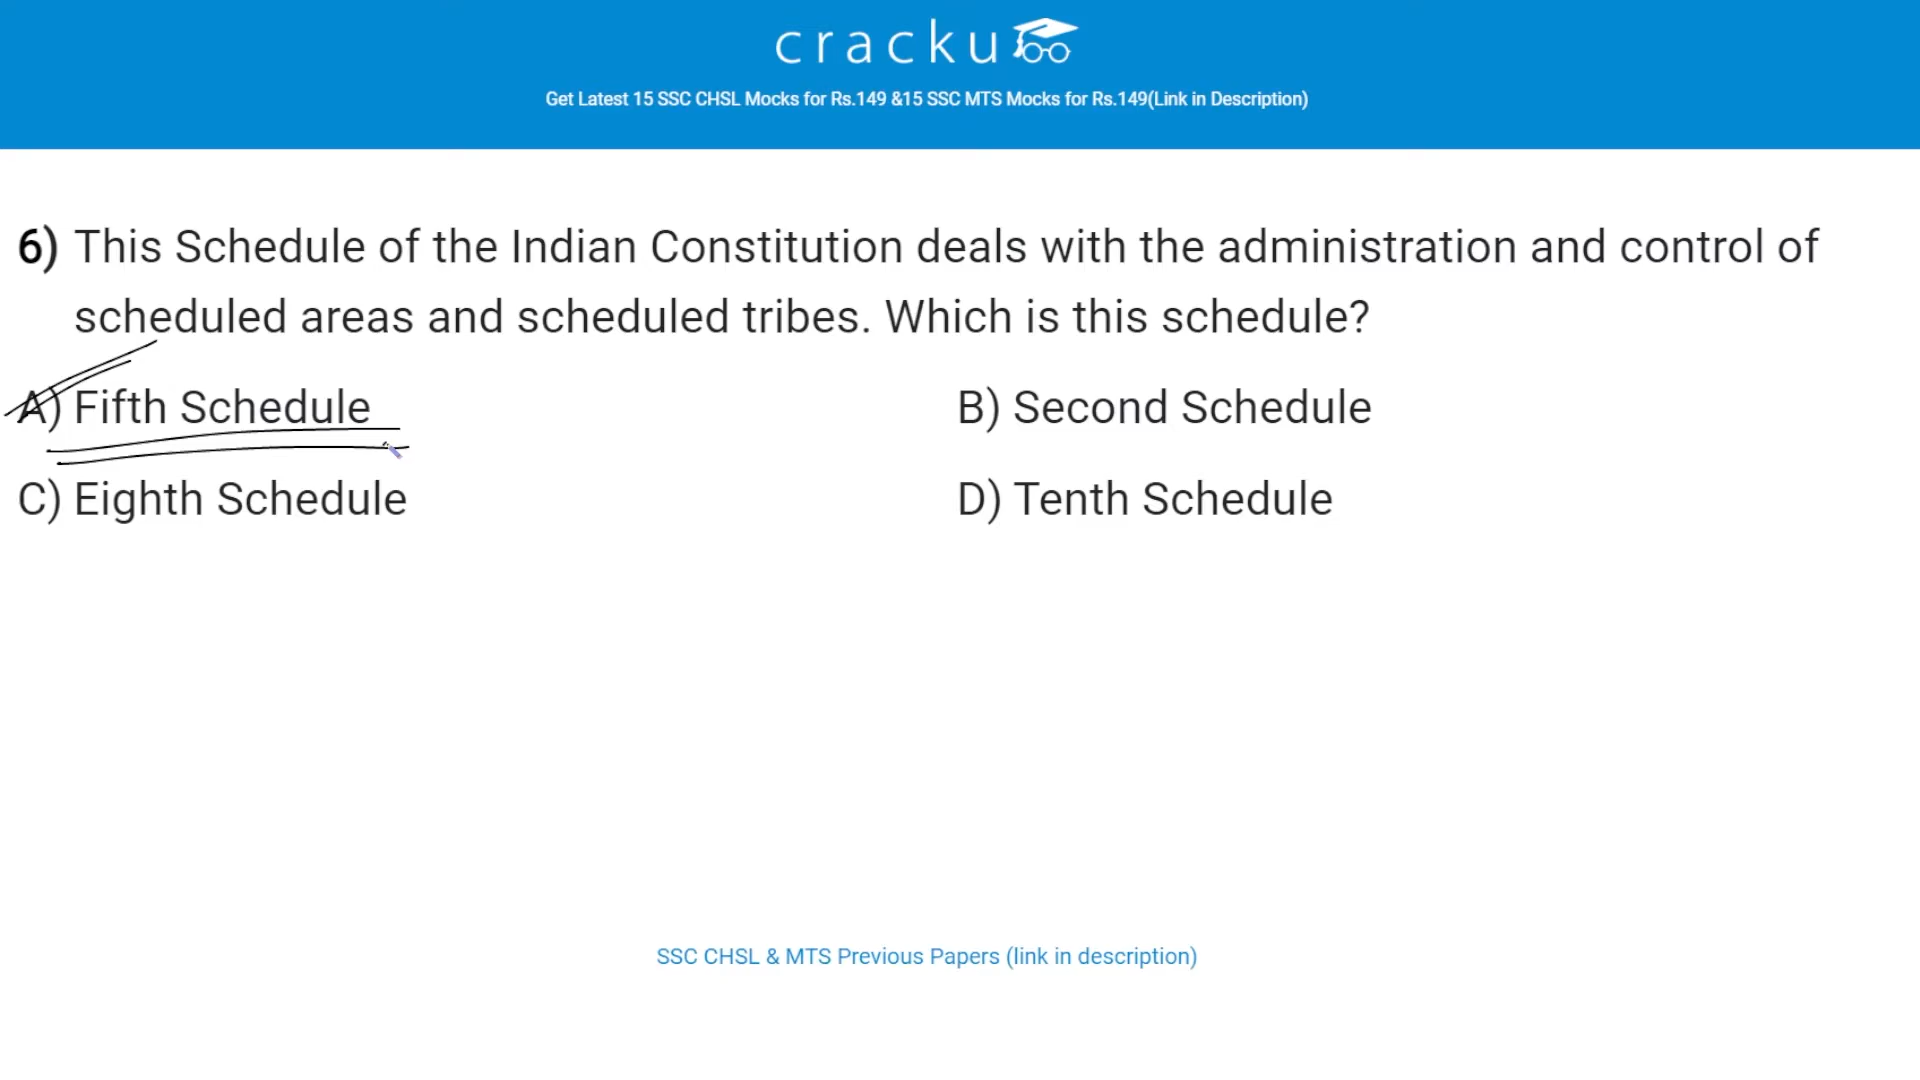 cracku
Get Latest 15 SSC CHSL Mocks for Rs.149 &15 SSC MTS Mocks for Rs.149(Link in Description)
6) This Schedule of the Indian Constitution deals with the administration and control of
scheduled areas and scheduled tribes. Which is this schedule?
A) Fifth Schedule
B) Second Schedule
C) Eighth Schedule
D) Tenth Schedule
SSC CHSL & MTS Previous Papers (link in description)